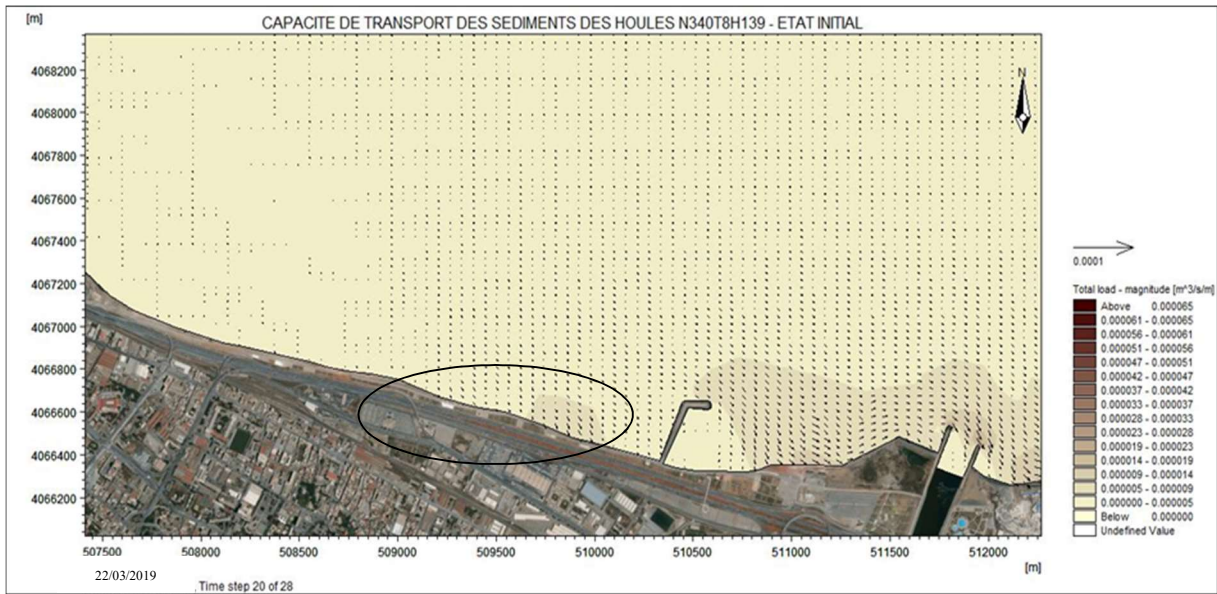 [m]
CAPACITE DE TRANSPORT DES SEDIMENTS DES HOULES N340T8H139 - ETAT INITIAL
4068200
4068000
4067800
4067600
4067400
4067200
4067000
4066800
4066600
4066400
4066200
N
0.0001
Total load - magnitude [m^3/s/m]
Above 0.000065
0.000061 - 0.000065
0.000056 - 0.000061
0.000051 - 0.000056
0.000047 - 0.000051
0.000042 - 0.000047
0.000037 - 0.000042
0.000033 - 0.000037
0.000028 - 0.000033
0.000023 - 0.000028
0.000019 - 0.000023
0.000014 - 0.000019
0.000009 - 0.000014
0.000005 - 0.000009
0.000000 - 0.000005
Below 0.000000
Undefined Value
507500 508000 508500 509000 509500 510000 510500 511000 511500 512000
[m]
22/03/2019
Time step 20 of 28